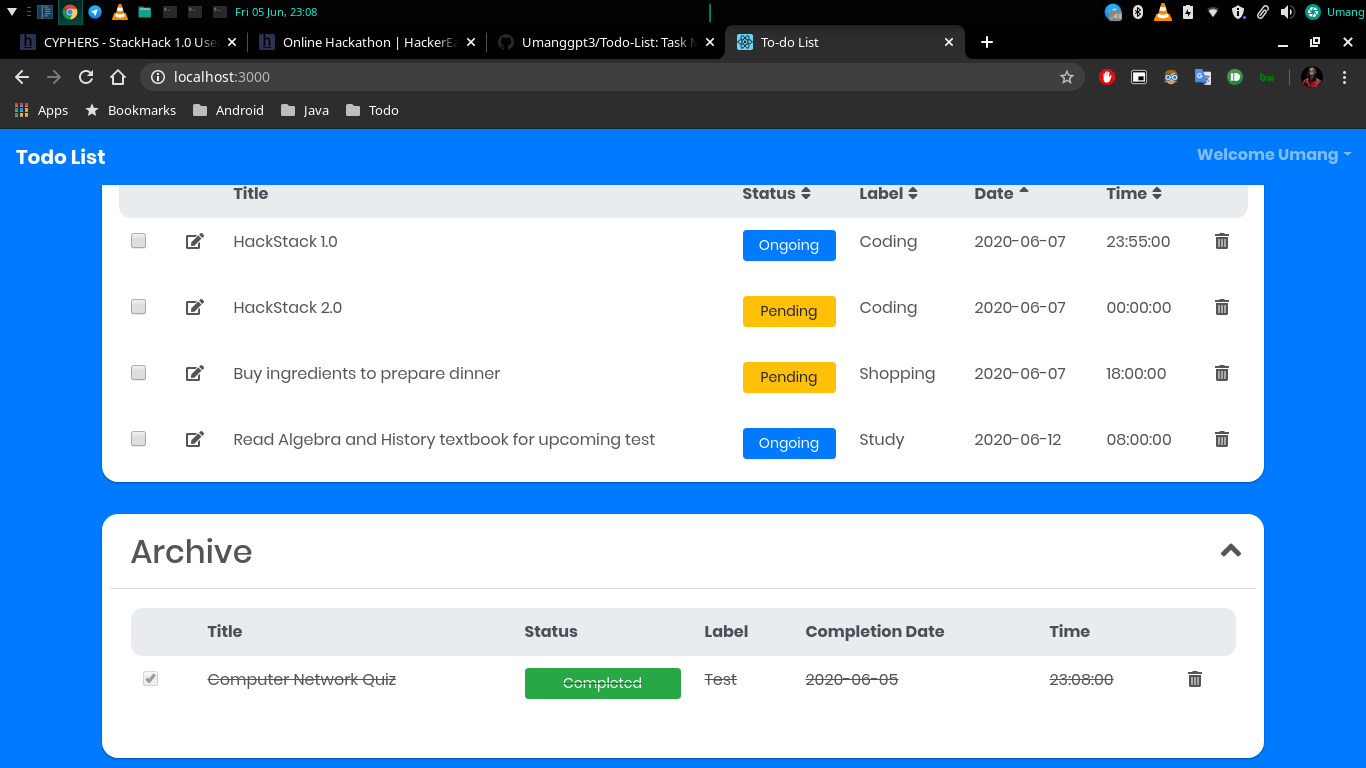 Fri 05 Jun, 23:08 Umang
CYPHERS - StackHack 1.0 Use Online Hackathon | HackerEa Umanggpt3/Todo-List: Task M To-do List
localhost:3000
Apps Bookmarks Android Java Todo
Todo List Welcome Umang
Title Status Label Date Time
HackStack 1.0 Ongoing Coding 2020-06-07 23:55:00
HackStack 2.0 Pending Coding 2020-06-07 00:00:00
Buy ingredients to prepare dinner Pending Shopping 2020-06-07 18:00:00
Read Algebra and History textbook for upcoming test Ongoing Study 2020-06-12 08:00:00
Archive
Title Status Label Completion Date Time
Computer Network Quiz Completed Test 2020-06-05 23:08:00